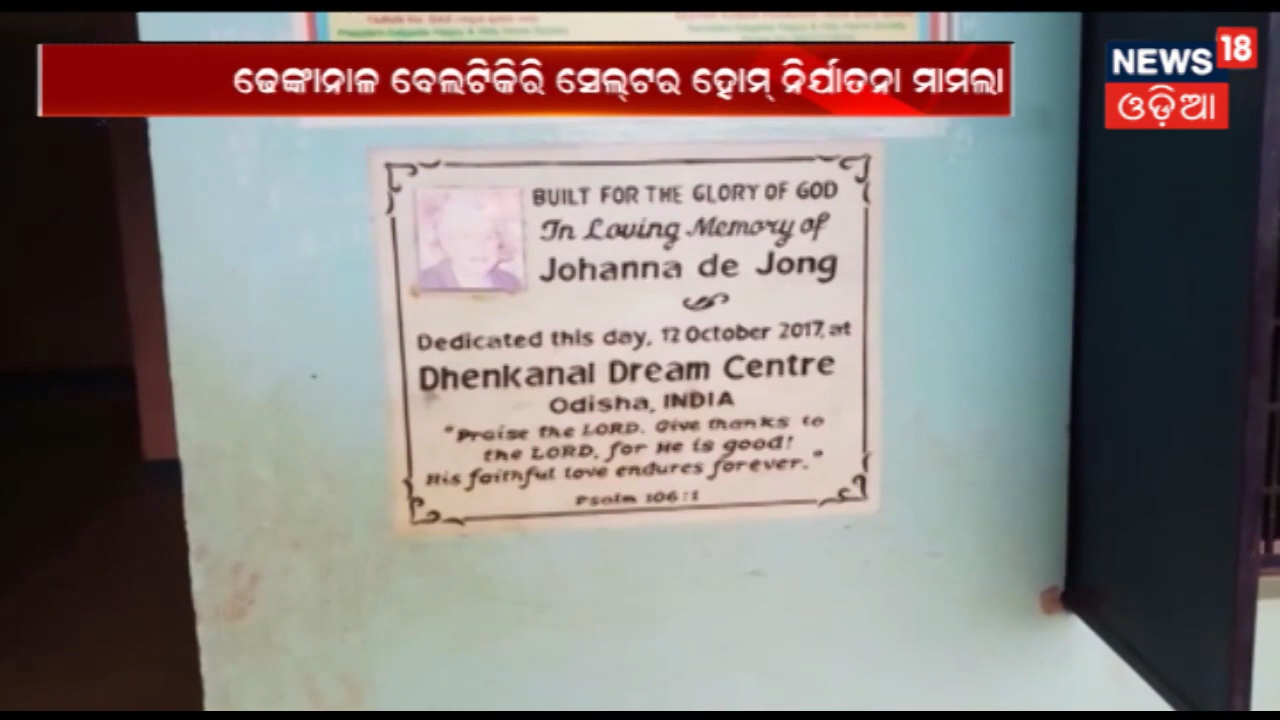 ଢେଙ୍କାନାଳ ବେଲଟିକିରି ସେଲ୍‌ଟର ହୋମ୍ ନିର୍ଯାତନା ମାମଲା
NEWS 18
ଓଡ଼ିଆ
BUILT FOR THE GLORY OF GOD
In Loving Memory of
Johanna de Jong
Dedicated this day, 12 October 2017, at
Dhenkanal Dream Centre
Odisha, INDIA
"Praise the LORD. Give thanks to
the LORD, for He is good!
His faithful love endures forever."
Psalm 106:1